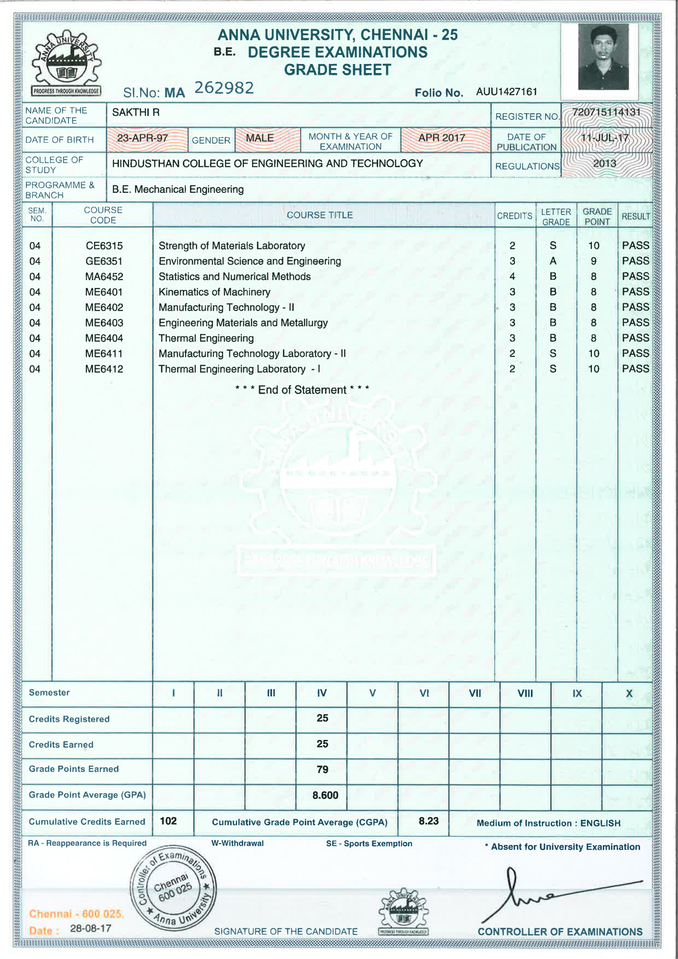 ANNA UNIVERSITY, CHENNAI - 25
B.E. DEGREE EXAMINATIONS
GRADE SHEET
ANNA UNIVERSITY
PROGRESS THROUGH KNOWLEDGE
Sl.No: MA 262982
Folio No. AUU1427161
NAME OF THE CANDIDATE SAKTHI R REGISTER NO. 720715114131
DATE OF BIRTH 23-APR-97 GENDER MALE MONTH & YEAR OF EXAMINATION APR 2017 DATE OF PUBLICATION 11-JUL-17
COLLEGE OF STUDY HINDUSTHAN COLLEGE OF ENGINEERING AND TECHNOLOGY REGULATIONS 2013
PROGRAMME & BRANCH B.E. Mechanical Engineering
SEM. NO. COURSE CODE COURSE TITLE CREDITS LETTER GRADE GRADE POINT RESULT
04 CE6315 Strength of Materials Laboratory 2 S 10 PASS
04 GE6351 Environmental Science and Engineering 3 A 9 PASS
04 MA6452 Statistics and Numerical Methods 4 B 8 PASS
04 ME6401 Kinematics of Machinery 3 B 8 PASS
04 ME6402 Manufacturing Technology - II 3 B 8 PASS
04 ME6403 Engineering Materials and Metallurgy 3 B 8 PASS
04 ME6404 Thermal Engineering 3 B 8 PASS
04 ME6411 Manufacturing Technology Laboratory - II 2 S 10 PASS
04 ME6412 Thermal Engineering Laboratory - I 2 S 10 PASS
* * * End of Statement * * *
ANNA UNIVERSITY
PROGRESS THROUGH KNOWLEDGE
Semester I II III IV V VI VII VIII IX X
Credits Registered 25
Credits Earned 25
Grade Points Earned 79
Grade Point Average (GPA) 8.600
Cumulative Credits Earned 102 Cumulative Grade Point Average (CGPA) 8.23 Medium of Instruction : ENGLISH
RA - Reappearance is Required W-Withdrawal SE - Sports Exemption * Absent for University Examination
Controller of Examinations
Chennai
600 025
★ Anna University ★
PROGRESS THROUGH KNOWLEDGE
Chennai - 600 025.
Date : 28-08-17
SIGNATURE OF THE CANDIDATE
CONTROLLER OF EXAMINATIONS